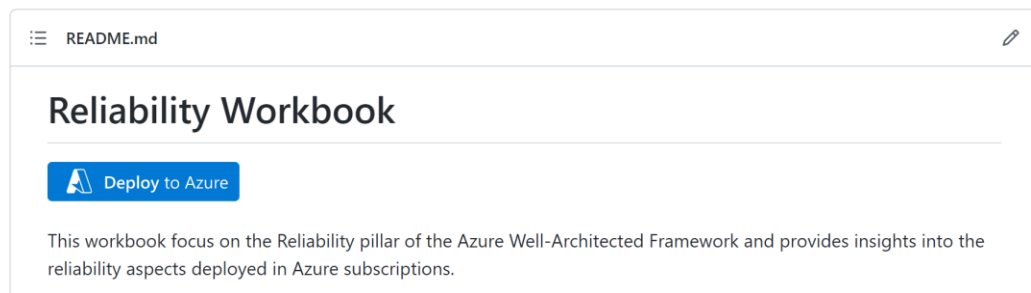 README.md
Reliability Workbook
Deploy to Azure
This workbook focus on the Reliability pillar of the Azure Well-Architected Framework and provides insights into the
reliability aspects deployed in Azure subscriptions.